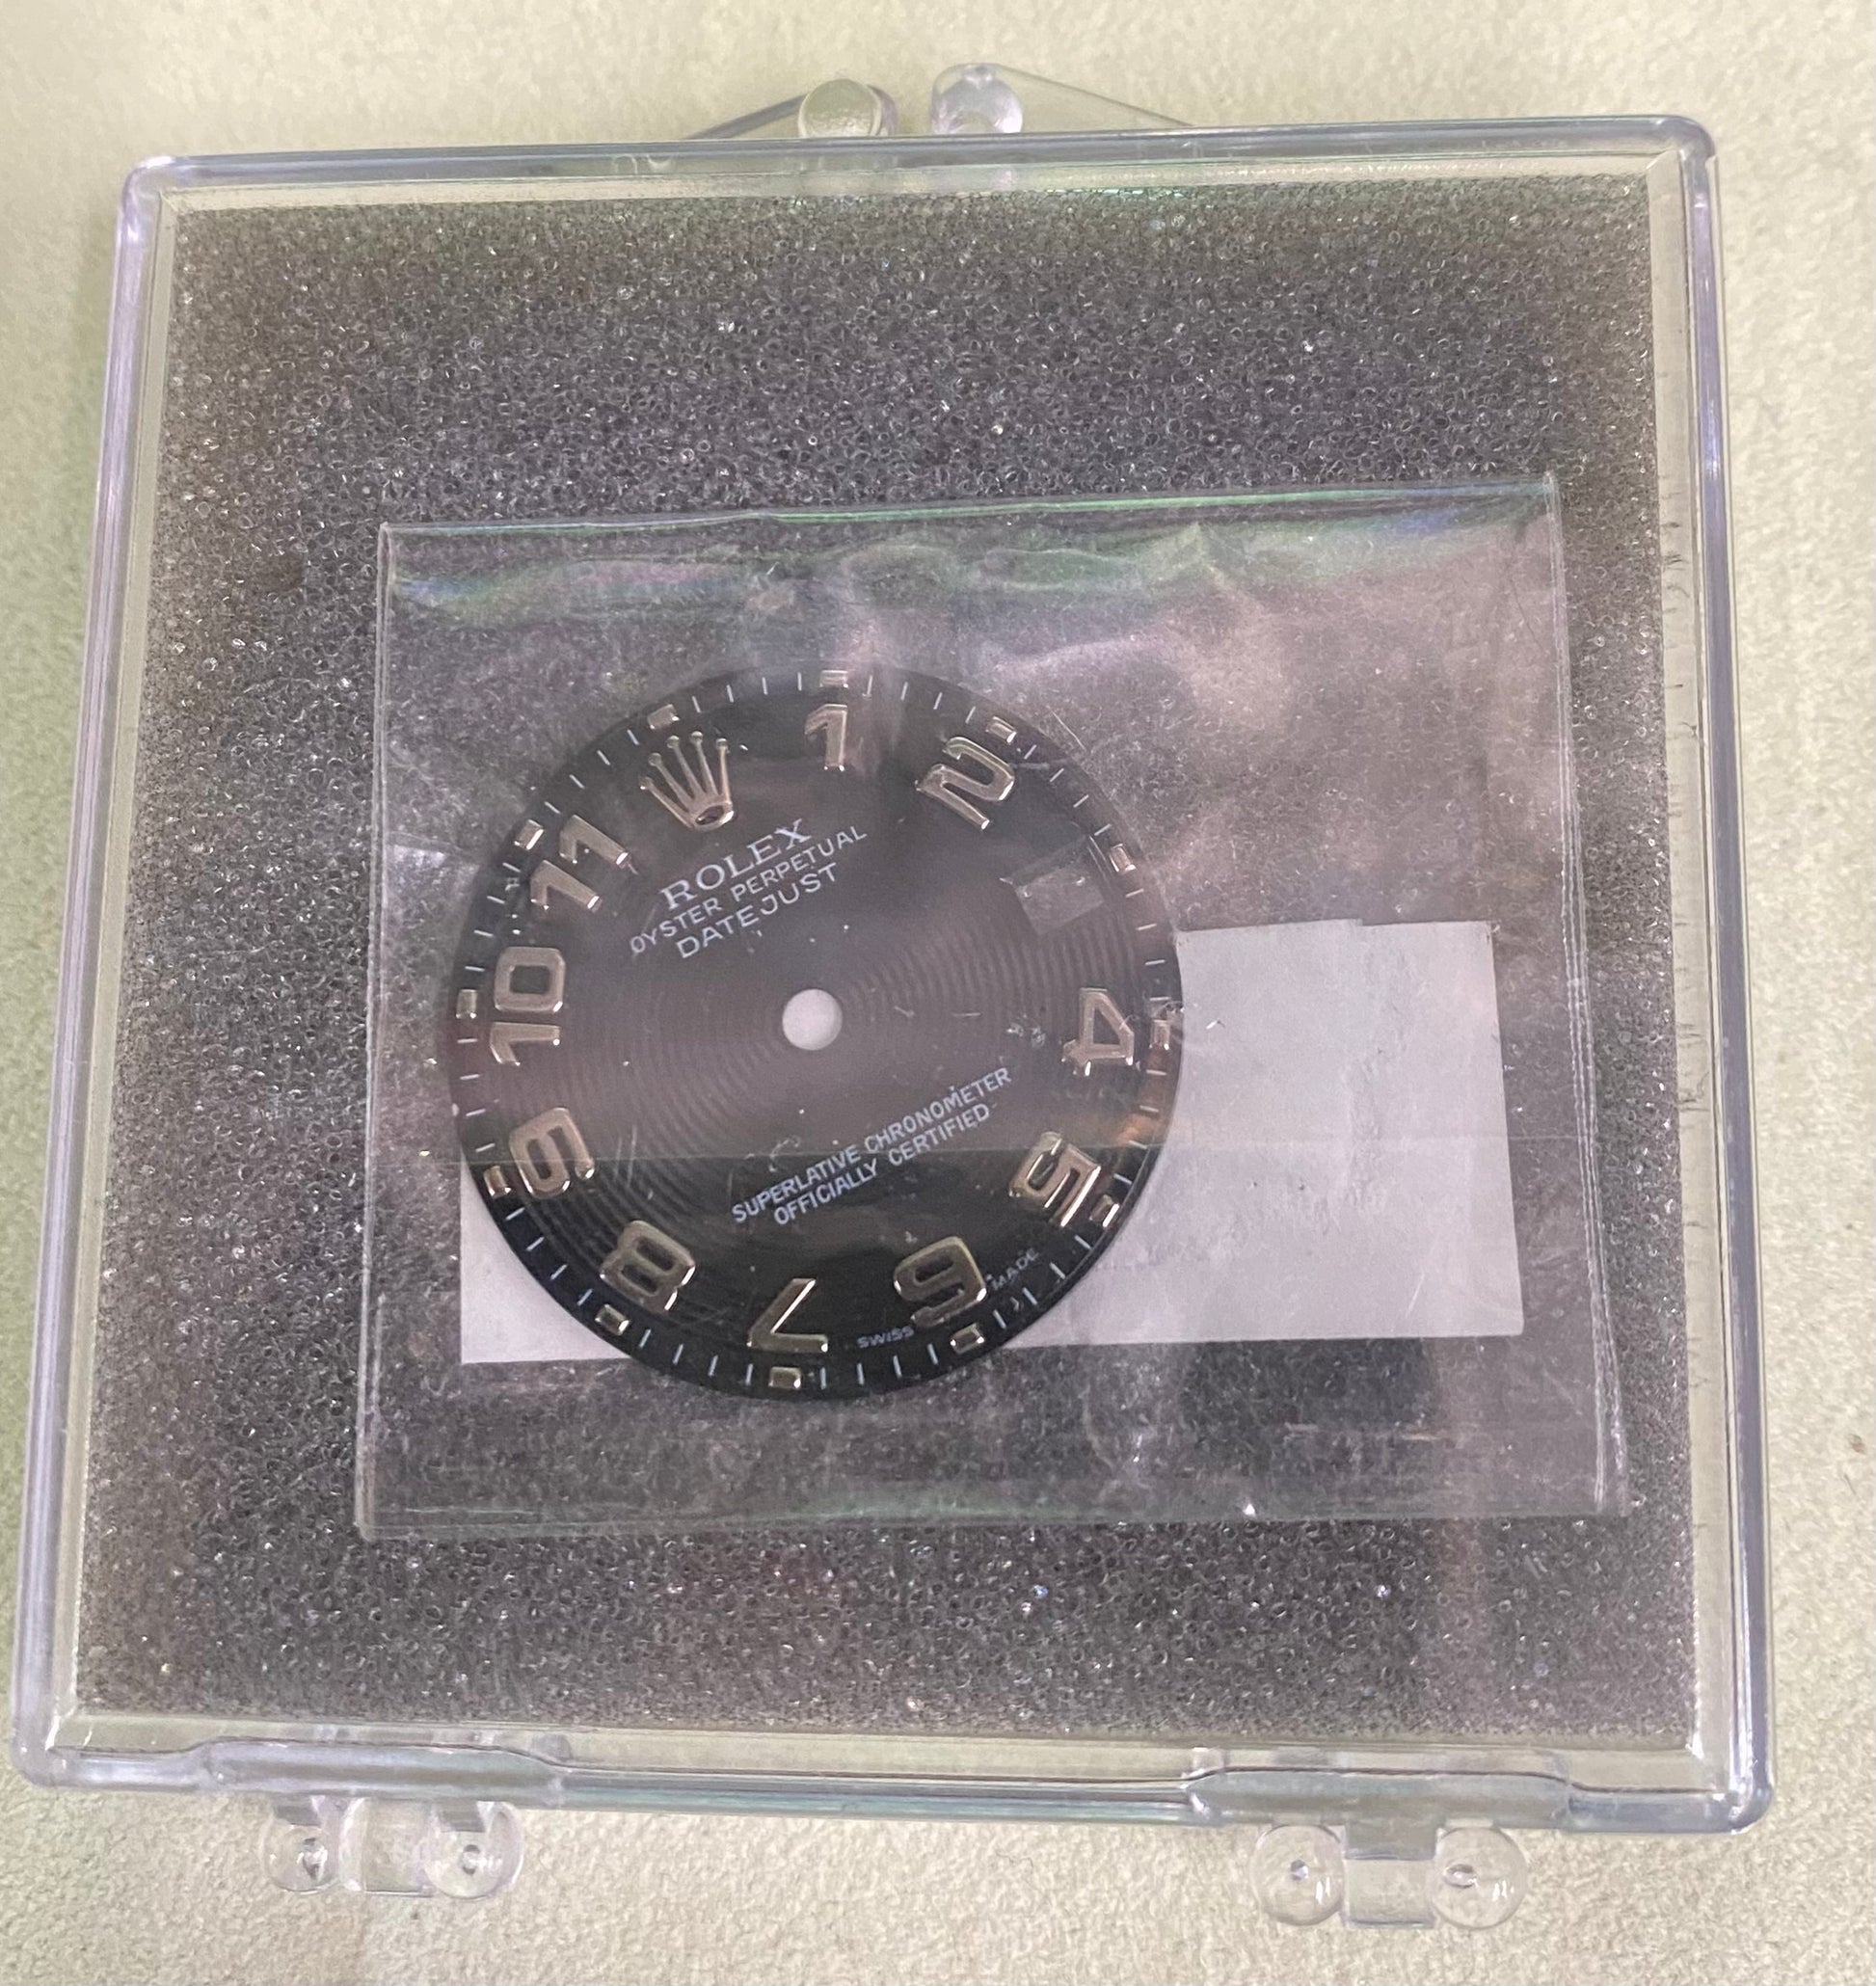 1
2
4
5
6
7
8
9
10
11
ROLEX
OYSTER PERPETUAL
DATEJUST
SUPERLATIVE CHRONOMETER
OFFICIALLY CERTIFIED
SWISS MADE